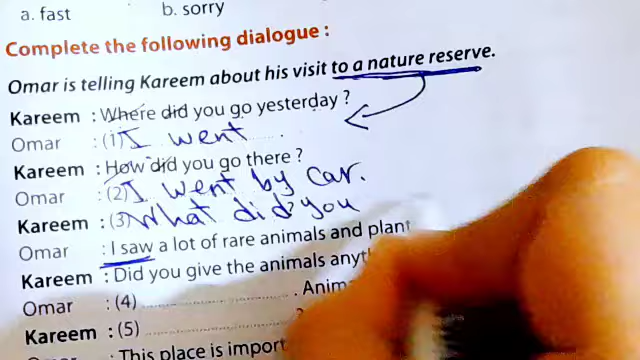 a. fast b. sorry
Complete the following dialogue :
Omar is telling Kareem about his visit to a nature reserve.
Kareem : Where did you go yesterday ?
Omar : (1) I went .
Kareem : How did you go there ?
Omar : (2) I went by car.
Kareem : (3) What did you
Omar : I saw a lot of rare animals and plant
Kareem : Did you give the animals anyt
Omar : (4) . Anim
Kareem : (5) ?
: This place is import